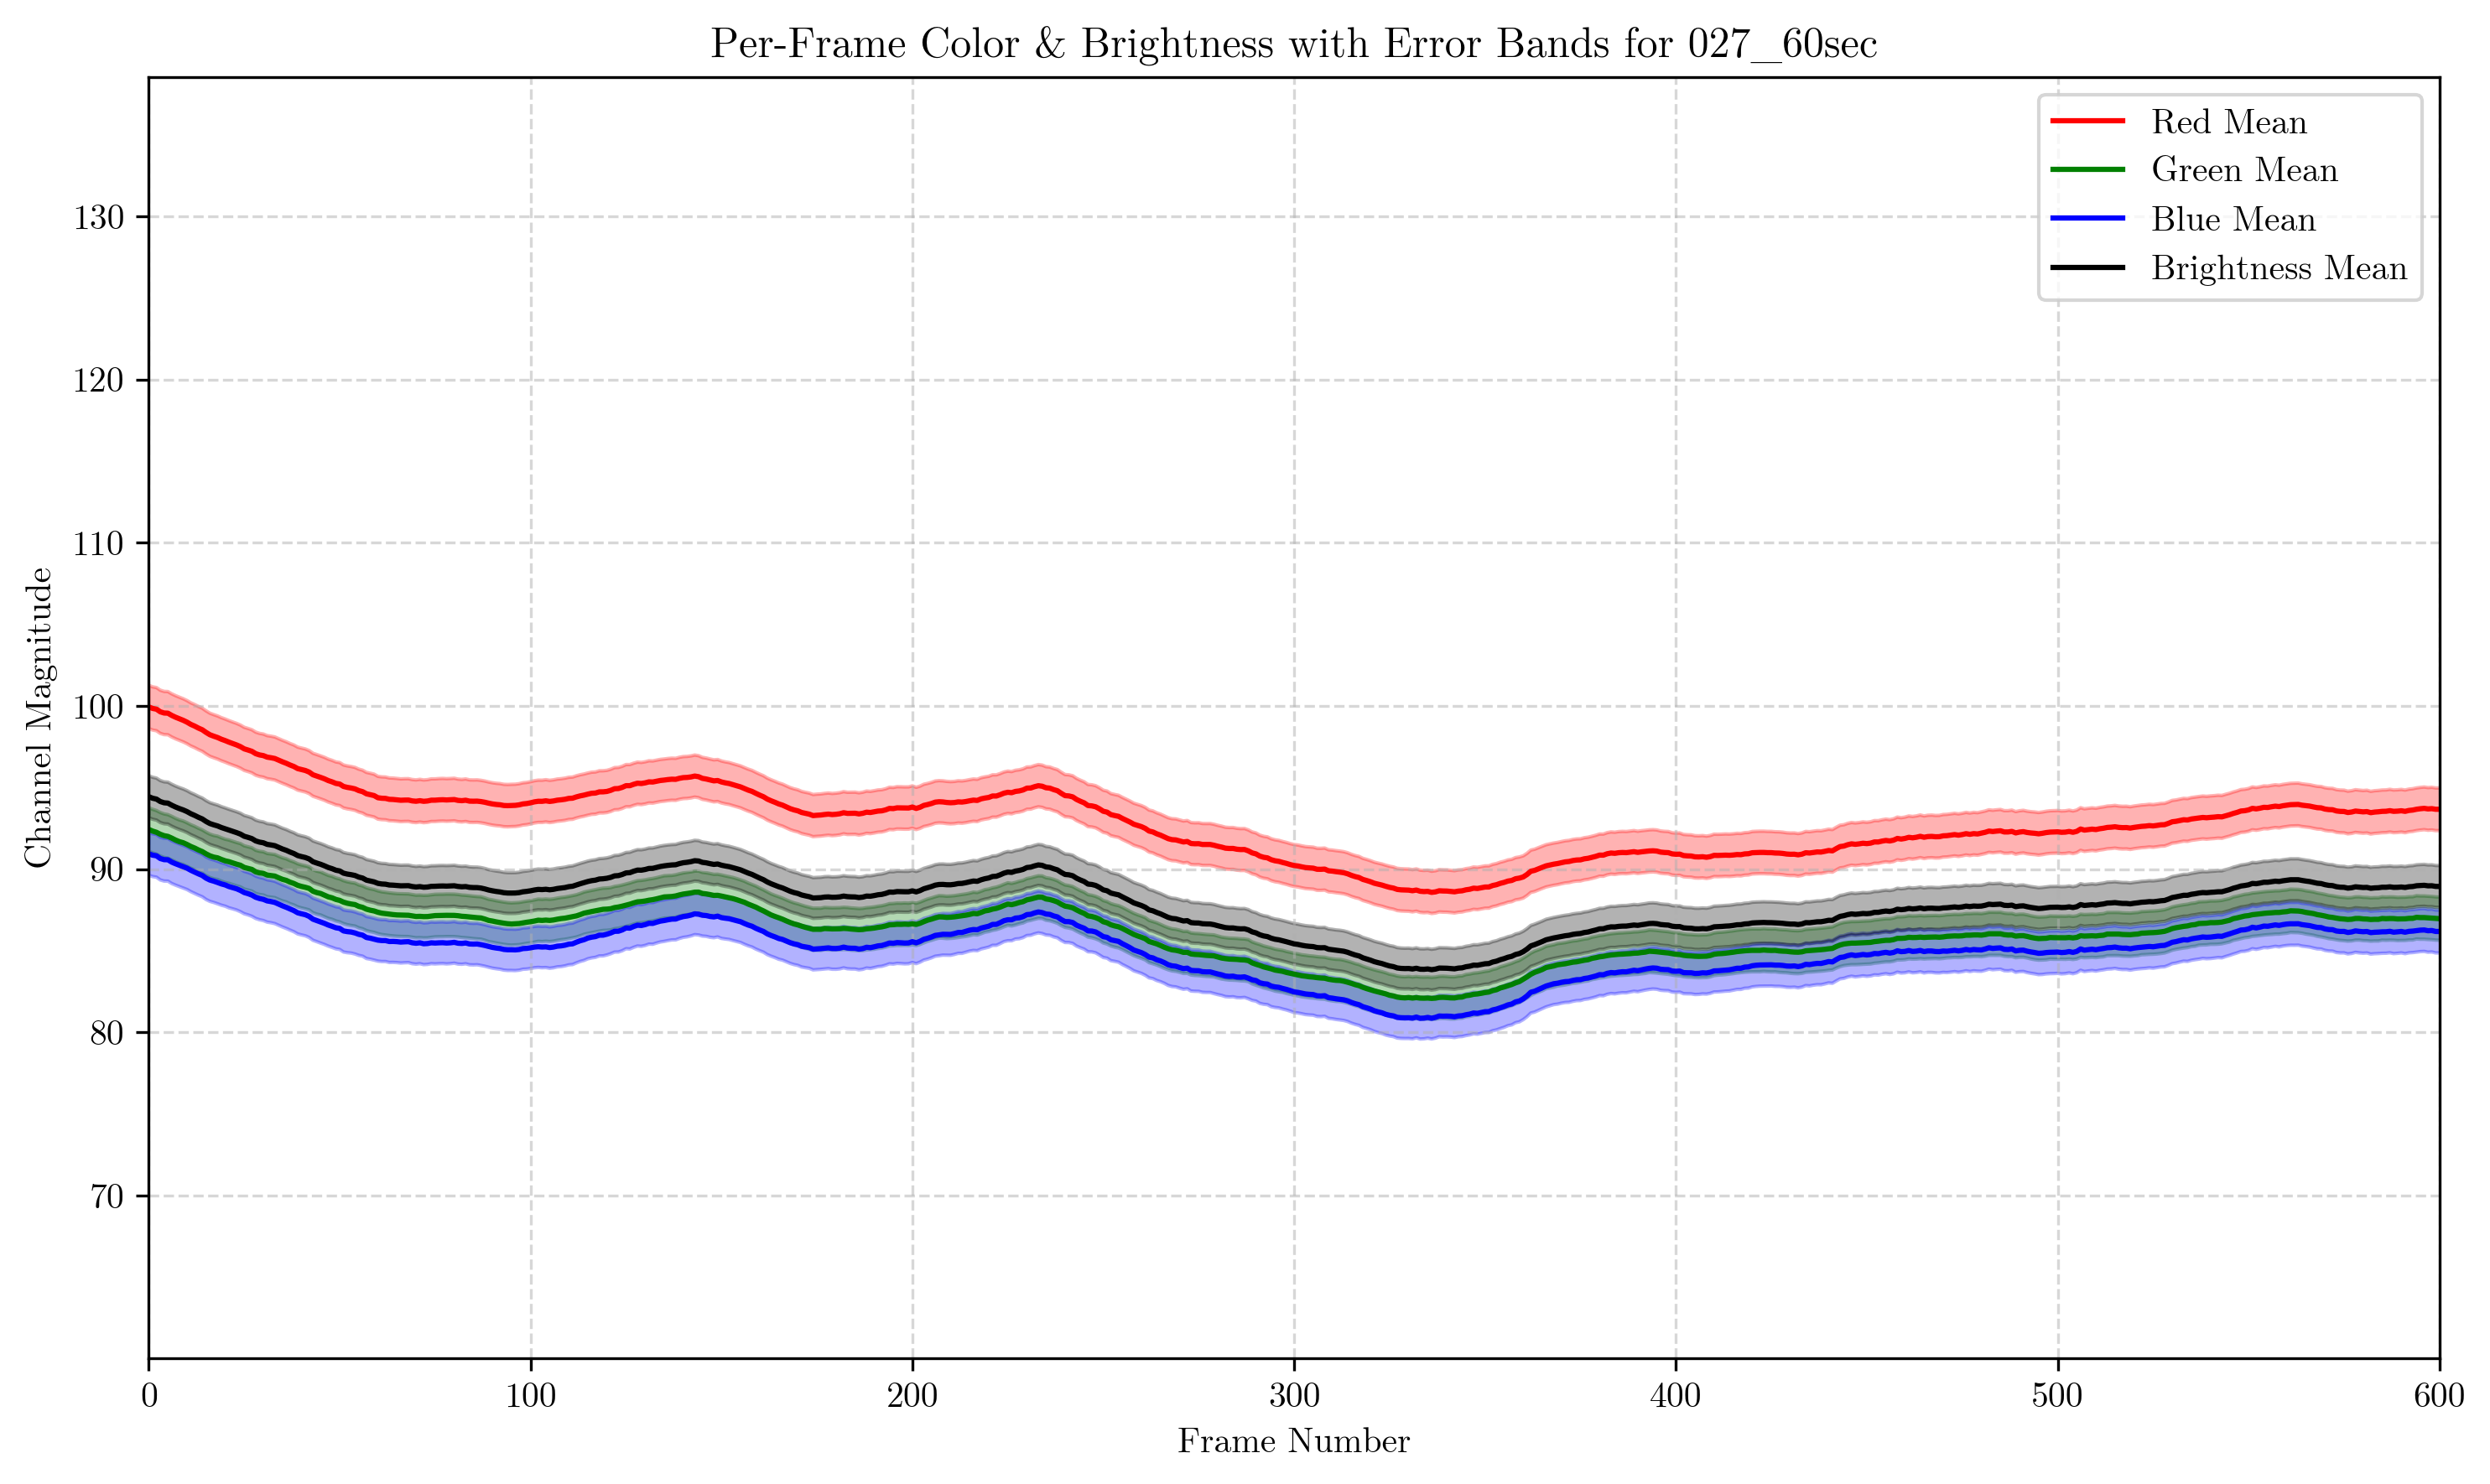 Per-Frame Color & Brightness with Error Bands for 027_60sec
Red Mean
Green Mean
Blue Mean
Brightness Mean
Channel Magnitude
130
120
110
100
90
80
70
0 100 200 300 400 500 600
Frame Number